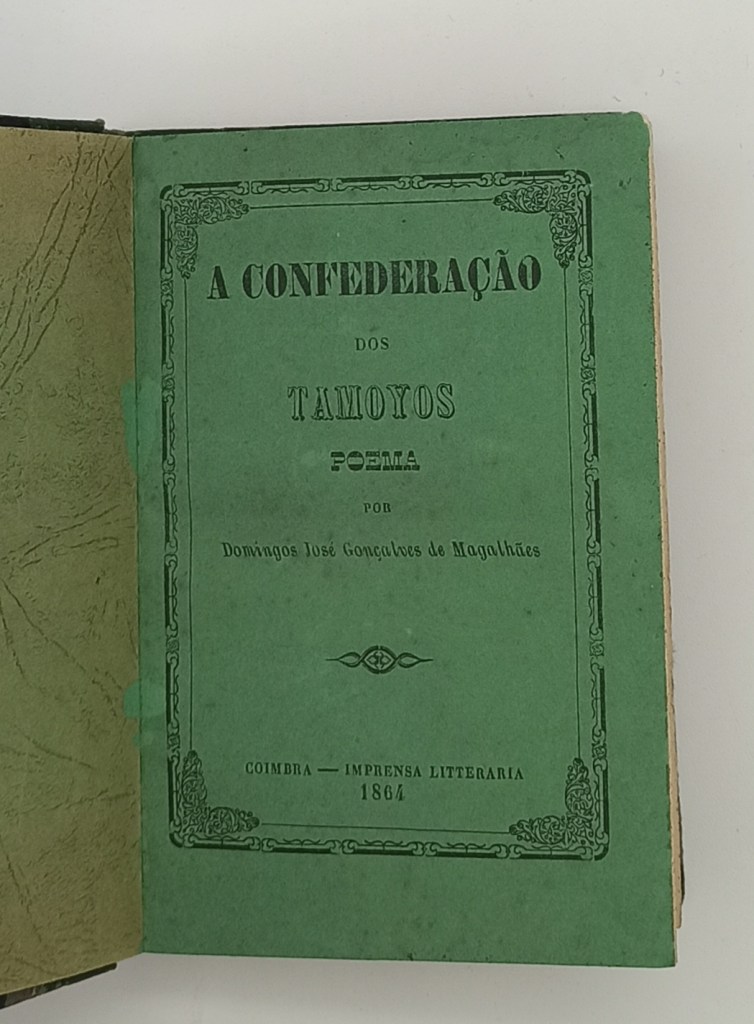 A CONFEDERAÇÃO
DOS
TAMOYOS
POEMA
POR
Domingos José Gonçalves de Magalhães
COIMBRA — IMPRENSA LITTERARIA
1864